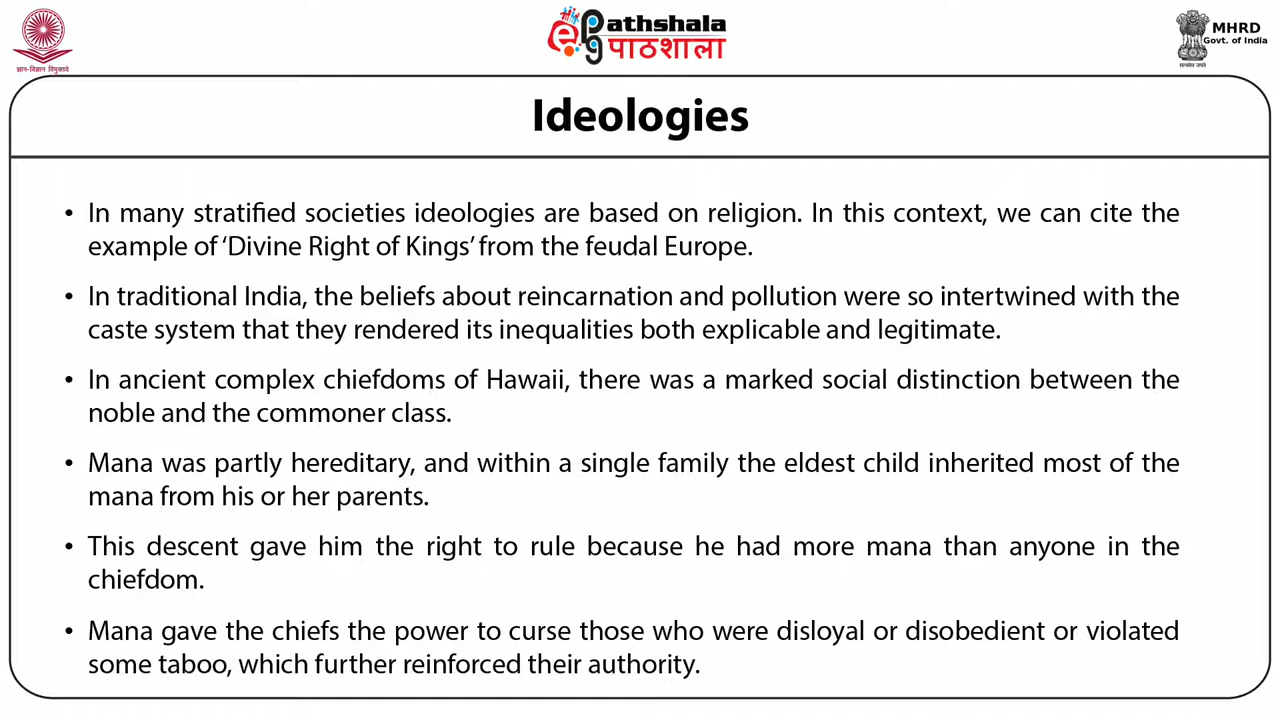 ज्ञान-विज्ञान विमुक्तये
ePathshala
पाठशाला
MHRD
Govt. of India
सत्यमेव जयते
Ideologies
• In many stratified societies ideologies are based on religion. In this context, we can cite the
example of ‘Divine Right of Kings’ from the feudal Europe.
• In traditional India, the beliefs about reincarnation and pollution were so intertwined with the
caste system that they rendered its inequalities both explicable and legitimate.
• In ancient complex chiefdoms of Hawaii, there was a marked social distinction between the
noble and the commoner class.
• Mana was partly hereditary, and within a single family the eldest child inherited most of the
mana from his or her parents.
• This descent gave him the right to rule because he had more mana than anyone in the
chiefdom.
• Mana gave the chiefs the power to curse those who were disloyal or disobedient or violated
some taboo, which further reinforced their authority.